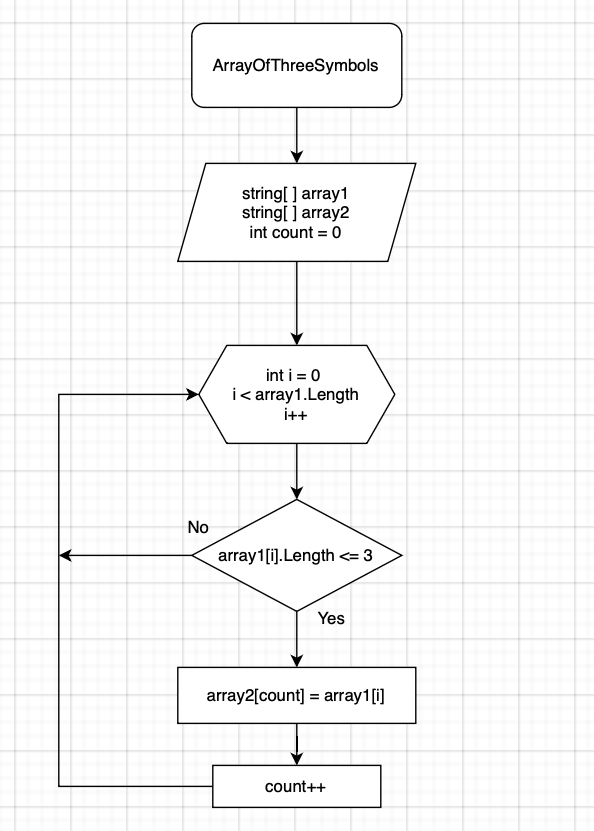 ArrayOfThreeSymbols
string[ ] array1
string[ ] array2
int count = 0
int i = 0
i < array1.Length
i++
No
array1[i].Length <= 3
Yes
array2[count] = array1[i]
count++